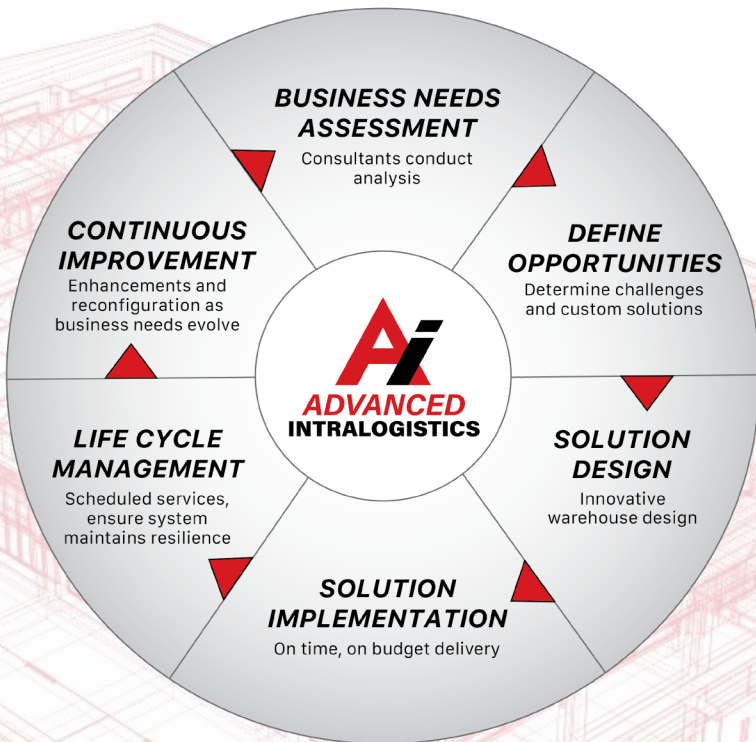 BUSINESS NEEDS
ASSESSMENT
Consultants conduct
analysis
DEFINE
OPPORTUNITIES
Determine challenges
and custom solutions
SOLUTION
DESIGN
Innovative
warehouse design
SOLUTION
IMPLEMENTATION
On time, on budget delivery
LIFE CYCLE
MANAGEMENT
Scheduled services,
ensure system
maintains resilience
CONTINUOUS
IMPROVEMENT
Enhancements and
reconfiguration as
business needs evolve
Ai
ADVANCED
INTRALOGISTICS